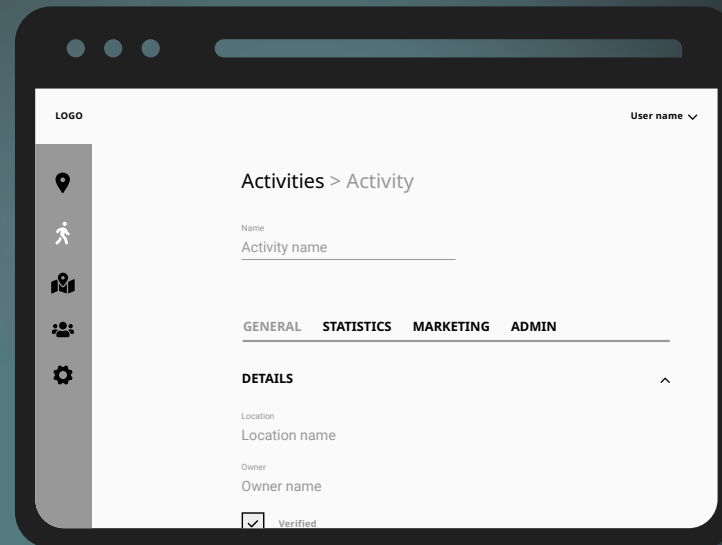 LOGO
User name
Activities > Activity
Name
Activity name
GENERAL STATISTICS MARKETING ADMIN
DETAILS
Location
Location name
Owner
Owner name
Verified